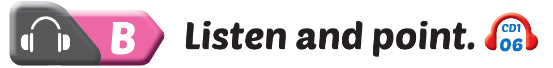 B Listen and point. CD1 06